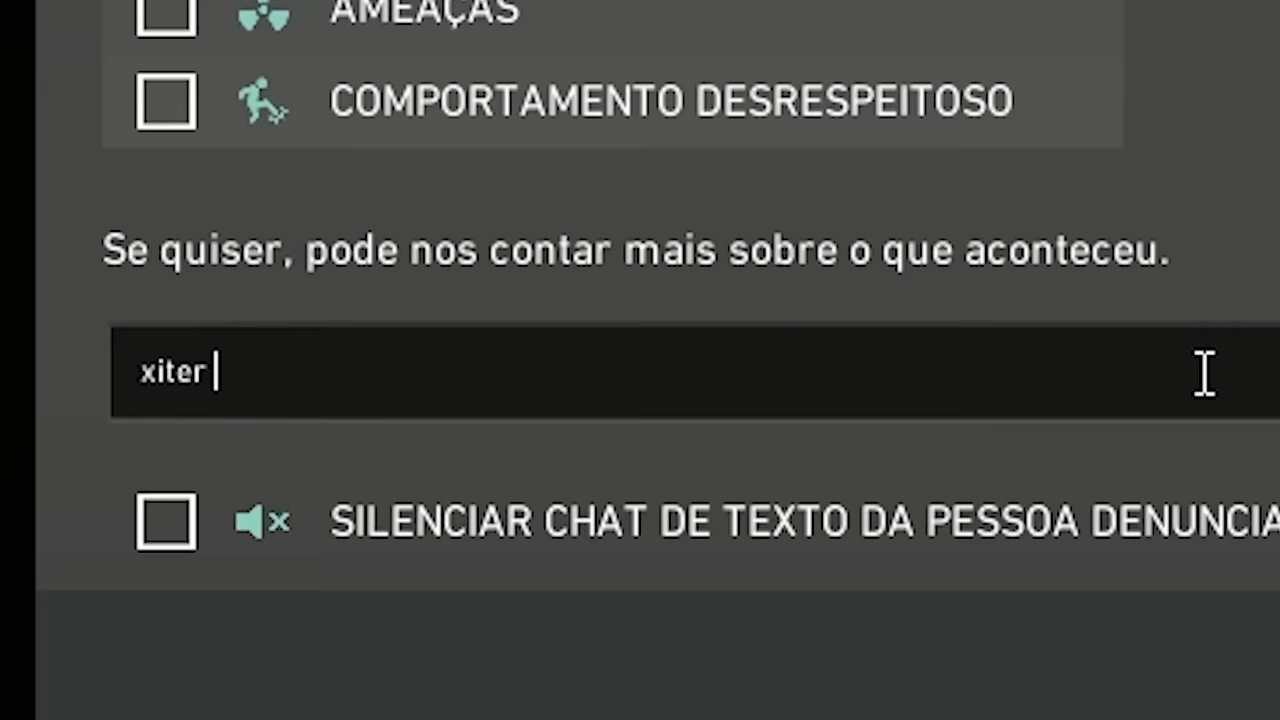 AMEAÇAS
COMPORTAMENTO DESRESPEITOSO
Se quiser, pode nos contar mais sobre o que aconteceu.
xiter
SILENCIAR CHAT DE TEXTO DA PESSOA DENUNCIA